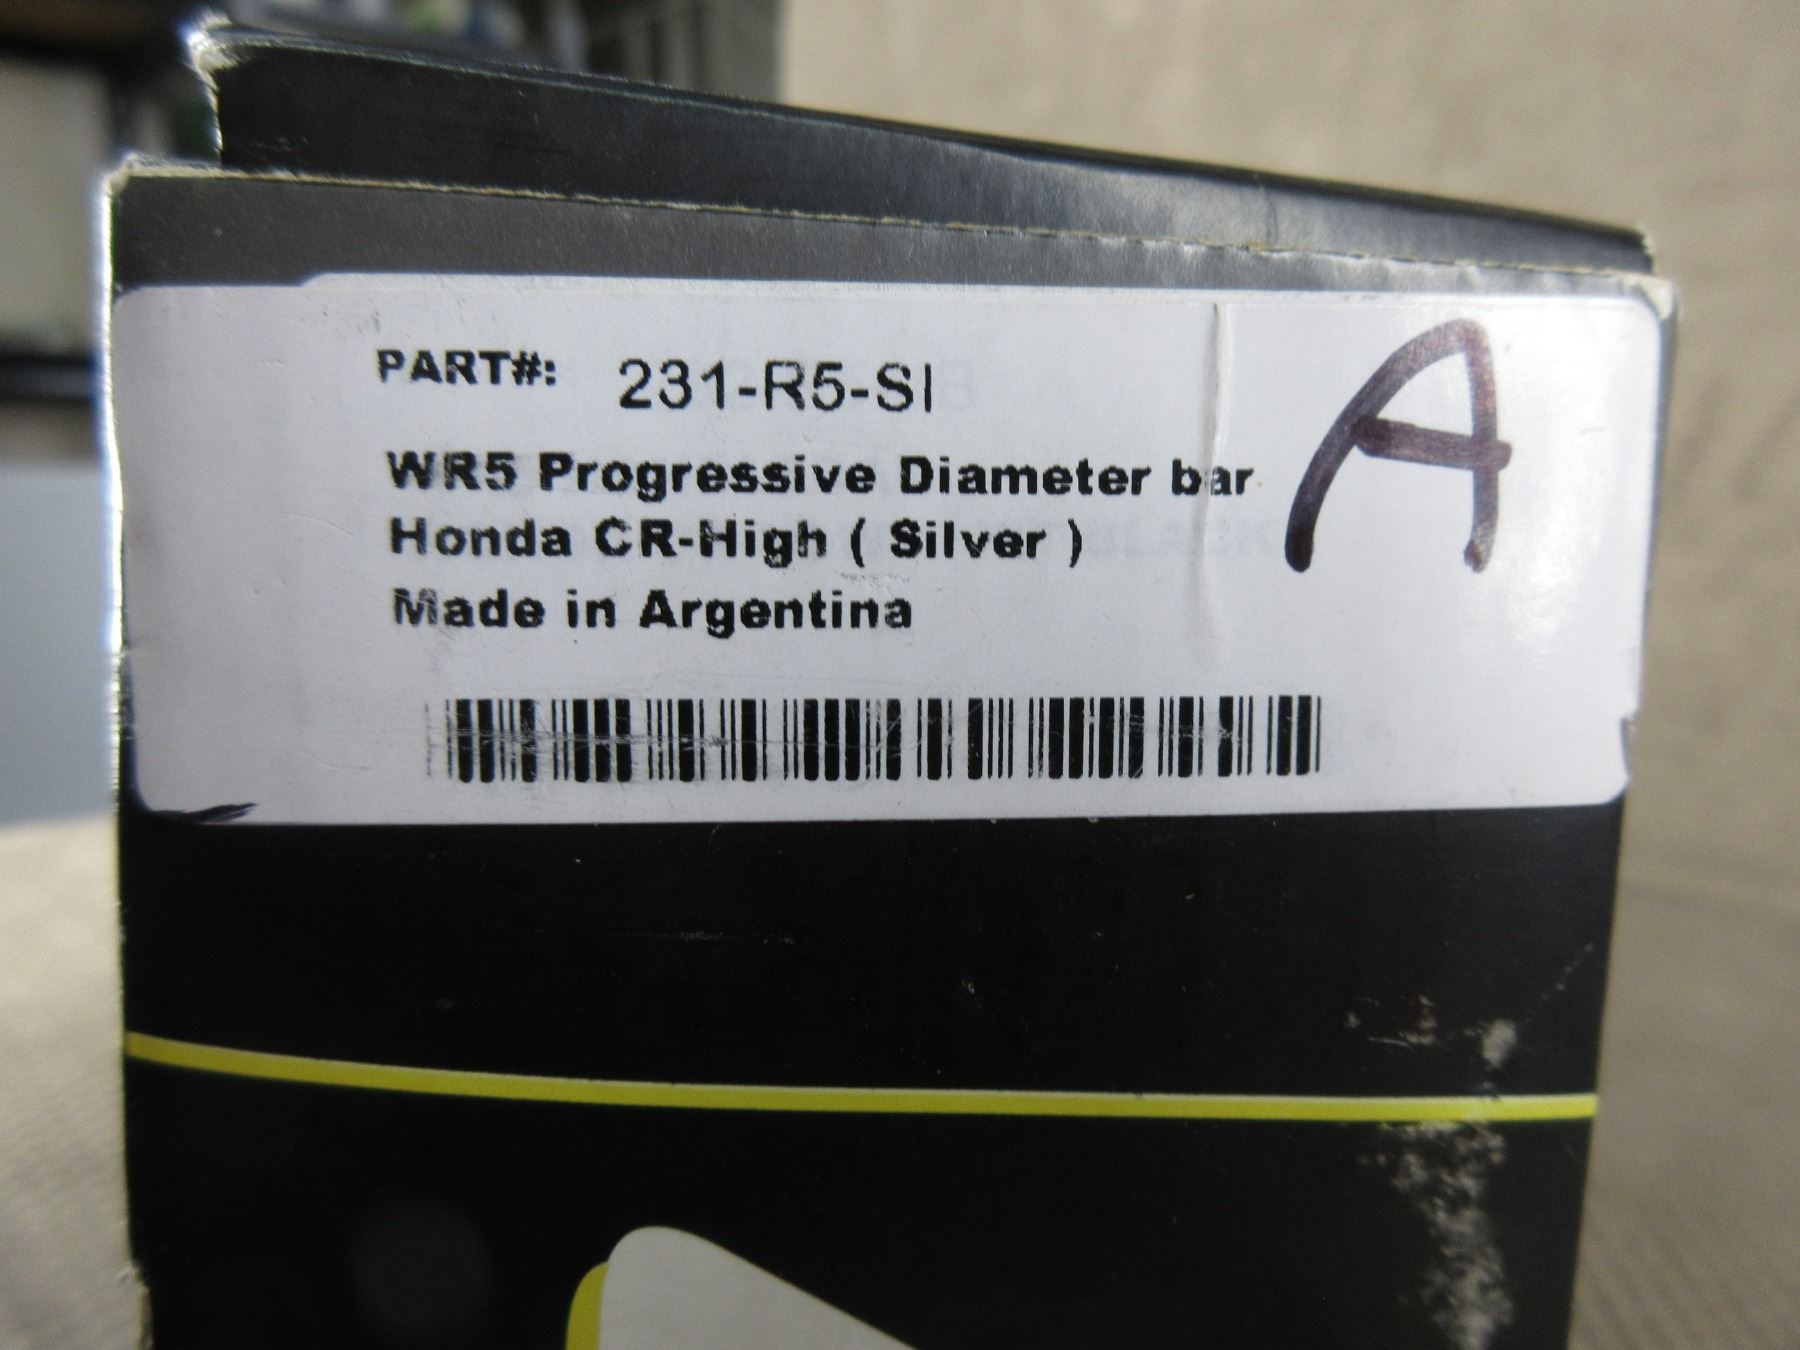 PART#: 231-R5-SI
WR5 Progressive Diameter bar
Honda CR-High ( Silver )
Made in Argentina
A